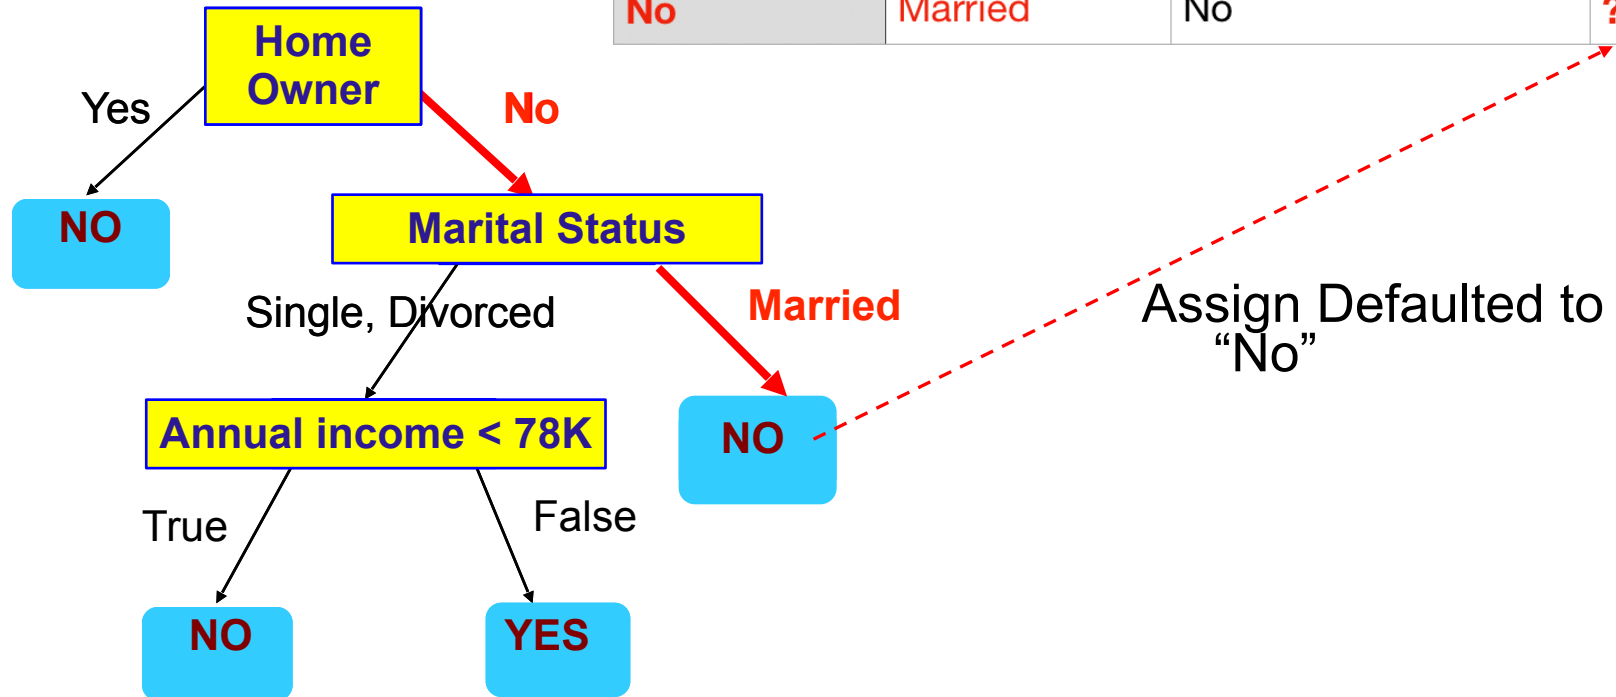 No Married No ?
Home
Owner
Yes
No
NO
Marital Status
Single, Divorced
Married
Assign Defaulted to
“No”
Annual income < 78K
NO
True
False
NO
YES